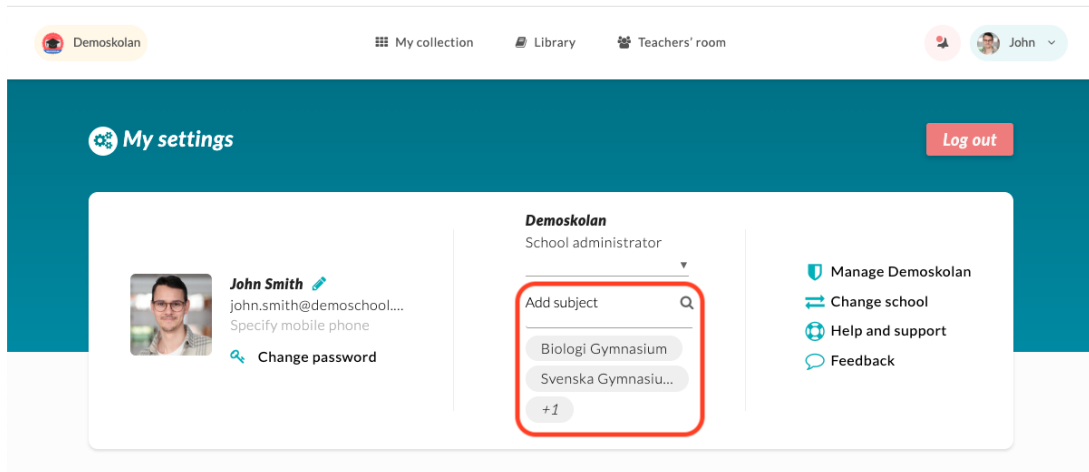 Demoskolan
My collection
Library
Teachers' room
John
My settings
Log out
John Smith
john.smith@demoschool....
Specify mobile phone
Change password
Demoskolan
School administrator
Add subject
Biologi Gymnasium
Svenska Gymnasiu...
+1
Manage Demoskolan
Change school
Help and support
Feedback